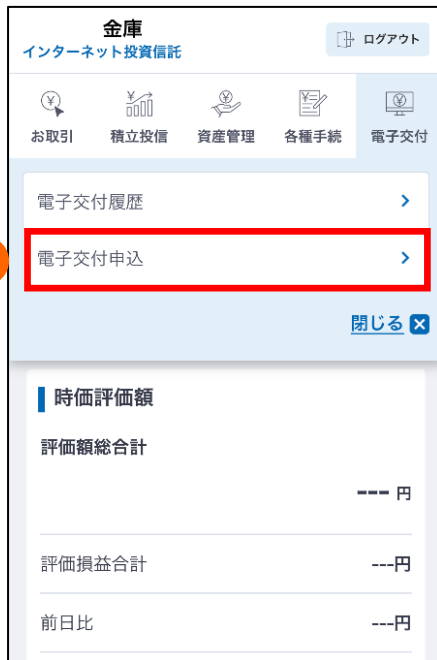 金庫
インターネット投資信託
ログアウト
お取引 積立投信 資産管理 各種手続 電子交付
電子交付履歴
電子交付申込
閉じる
時価評価額
評価額総合計
--- 円
評価損益合計 ---円
前日比 ---円